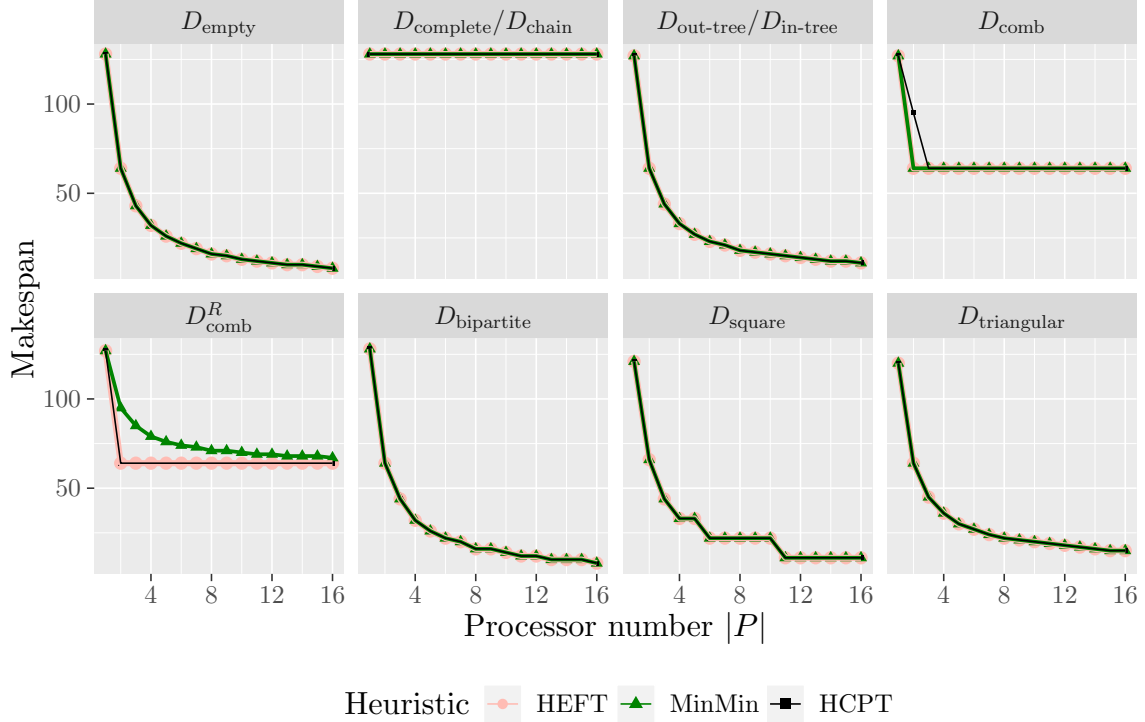 D_empty D_complete/D_chain D_out-tree/D_in-tree D_comb
100
50
D^R_comb D_bipartite D_square D_triangular
100
50
Makespan
4 8 12 16 4 8 12 16 4 8 12 16 4 8 12 16
Processor number |P|
Heuristic HEFT MinMin HCPT